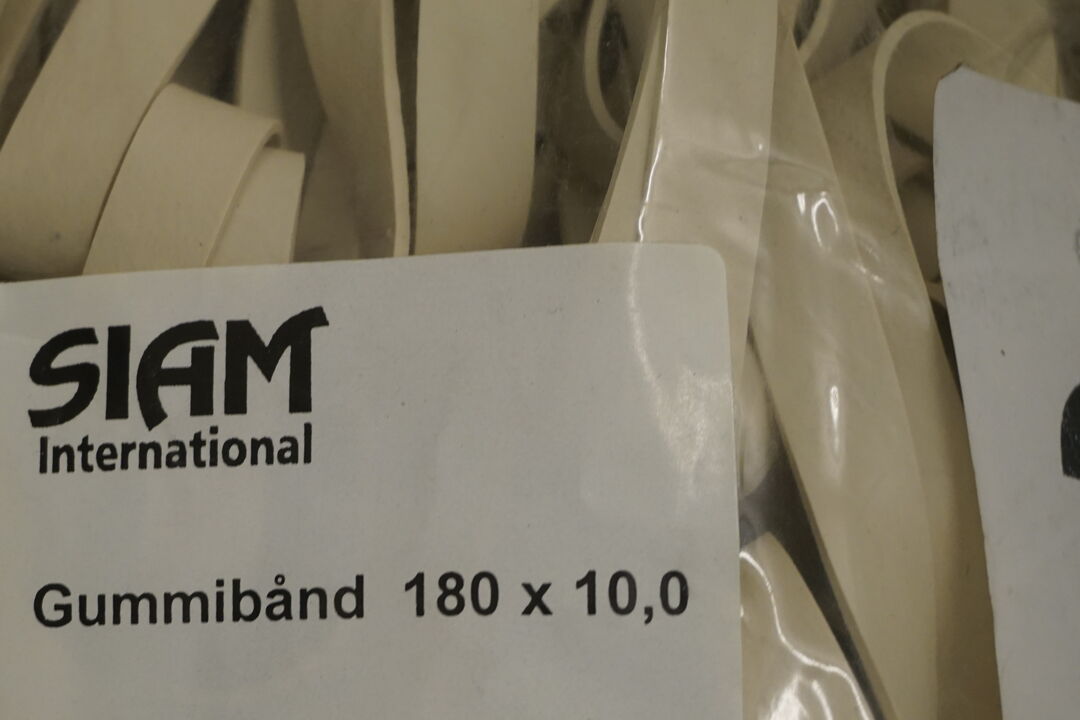 SIAM
International
Gummibånd 180 x 10,0